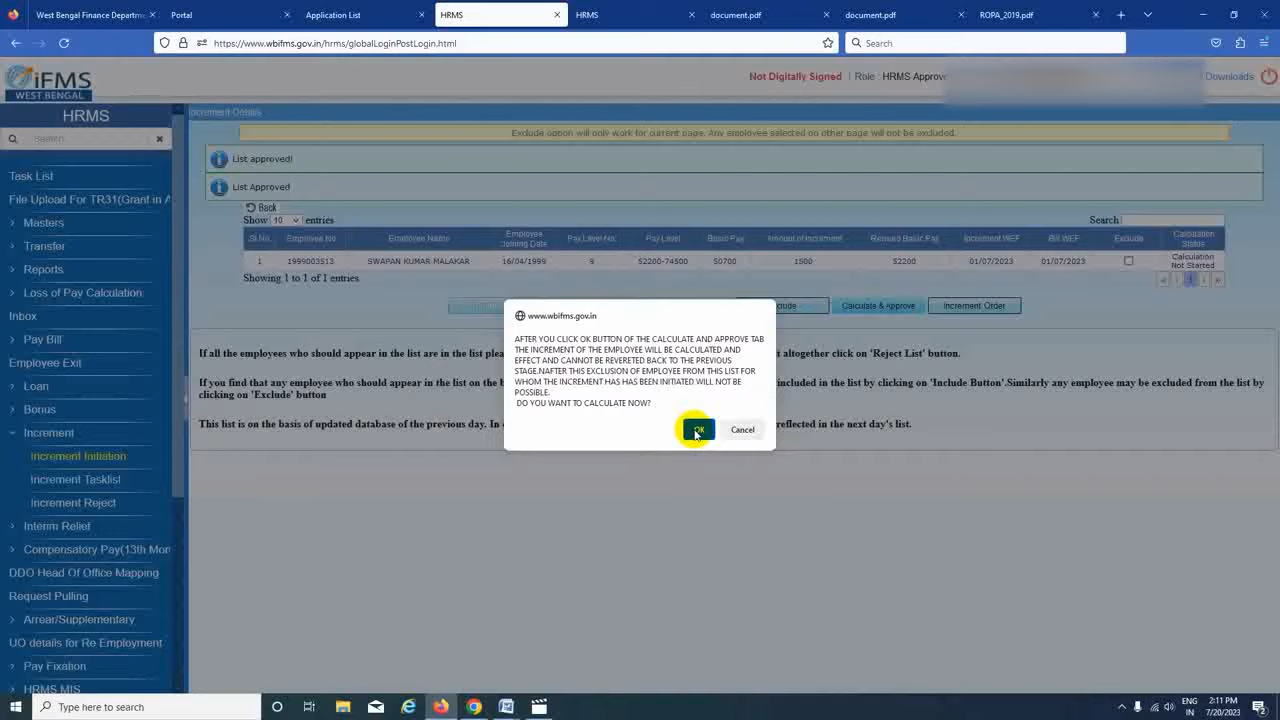 West Bengal Finance Departme
Portal
Application List
HRMS
HRMS
document.pdf
document.pdf
ROPA_2019.pdf
https://www.wbifms.gov.in/hrms/globalLoginPostLogin.html
Search
iFMS
WEST BENGAL
Not Digitally Signed
Role : HRMS Approve
Downloads
HRMS
Search
Task List
File Upload For TR31(Grant in A
Masters
Transfer
Reports
Loss of Pay Calculation.
Inbox
Pay Bill
Employee Exit
Loan
Bonus
Increment
Increment Initiation
Increment Tasklist
Increment Reject
Interim Relief
Compensatory Pay(13th Mon
DDO Head Of Office Mapping
Request Pulling
Arrear/Supplementary
UO details for Re Employment
Pay Fixation
HRMS MIS
Increment Details
Exclude option will only work for current page. Any employee selected on other page will not be excluded.
List approved!
List Approved
Back
Show 10 entries
Search
Sl.No. Employee No Employee Name Employee Joining Date Pay Level No. Pay Level Basic Pay Amount of Increment Revised Basic Pay Increment WEF Bill WEF Exclude Calculation Status
1 1999003513 SWAPAN KUMAR MALAKAR 16/04/1999 9 52200-74500 50700 1500 52200 01/07/2023 01/07/2023 Calculation Not Started
Showing 1 to 1 of 1 entries
1
Calculate & Approve
Increment Order
If all the employees who should appear in the list are in the list plea
t altogether click on 'Reject List' button.
If you find that any employee who should appear in the list on the b
included in the list by clicking on 'Include Button'.Similarly any employee may be excluded from the list by
clicking on 'Exclude' button
This list is on the basis of updated database of the previous day. In
reflected in the next day's list.
www.wbifms.gov.in
AFTER YOU CLICK OK BUTTON OF THE CALCULATE AND APPROVE TAB
THE INCREMENT OF THE EMPLOYEE WILL BE CALCULATED AND
EFFECT AND CANNOT BE REVERETED BACK TO THE PREVIOUS
STAGE.NAFTER THIS EXCLUSION OF EMPLOYEE FROM THIS LIST FOR
WHOM THE INCREMENT HAS HAS BEEN INITIATED WILL NOT BE
POSSIBLE.
DO YOU WANT TO CALCULATE NOW?
OK
Cancel
Type here to search
ENG
IN
2:11 PM
7/20/2023